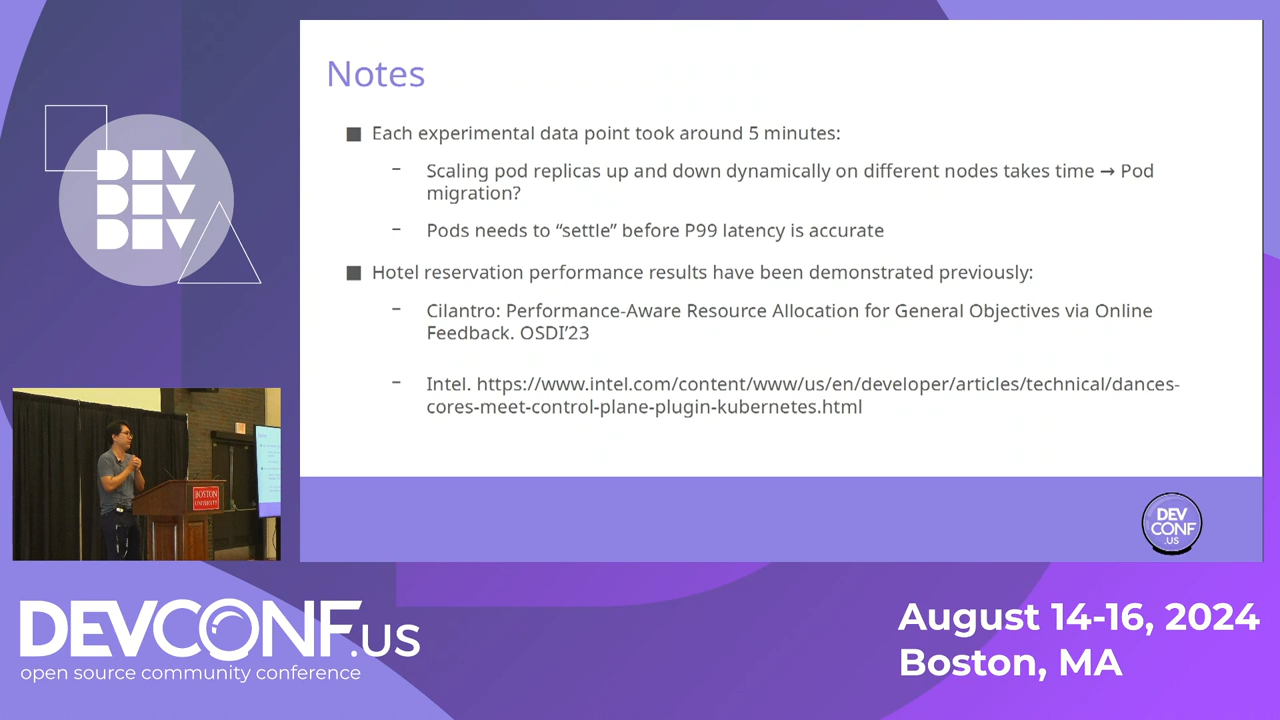 Notes
■ Each experimental data point took around 5 minutes:
– Scaling pod replicas up and down dynamically on different nodes takes time → Pod
migration?
– Pods needs to “settle” before P99 latency is accurate
■ Hotel reservation performance results have been demonstrated previously:
– Cilantro: Performance-Aware Resource Allocation for General Objectives via Online
Feedback. OSDI’23
– Intel. https://www.intel.com/content/www/us/en/developer/articles/technical/dances-
cores-meet-control-plane-plugin-kubernetes.html
DEV
CONF
.US
DEV
DEV
DEV
BOSTON
UNIVERSITY
DEVCONF.US
open source community conference
August 14-16, 2024
Boston, MA